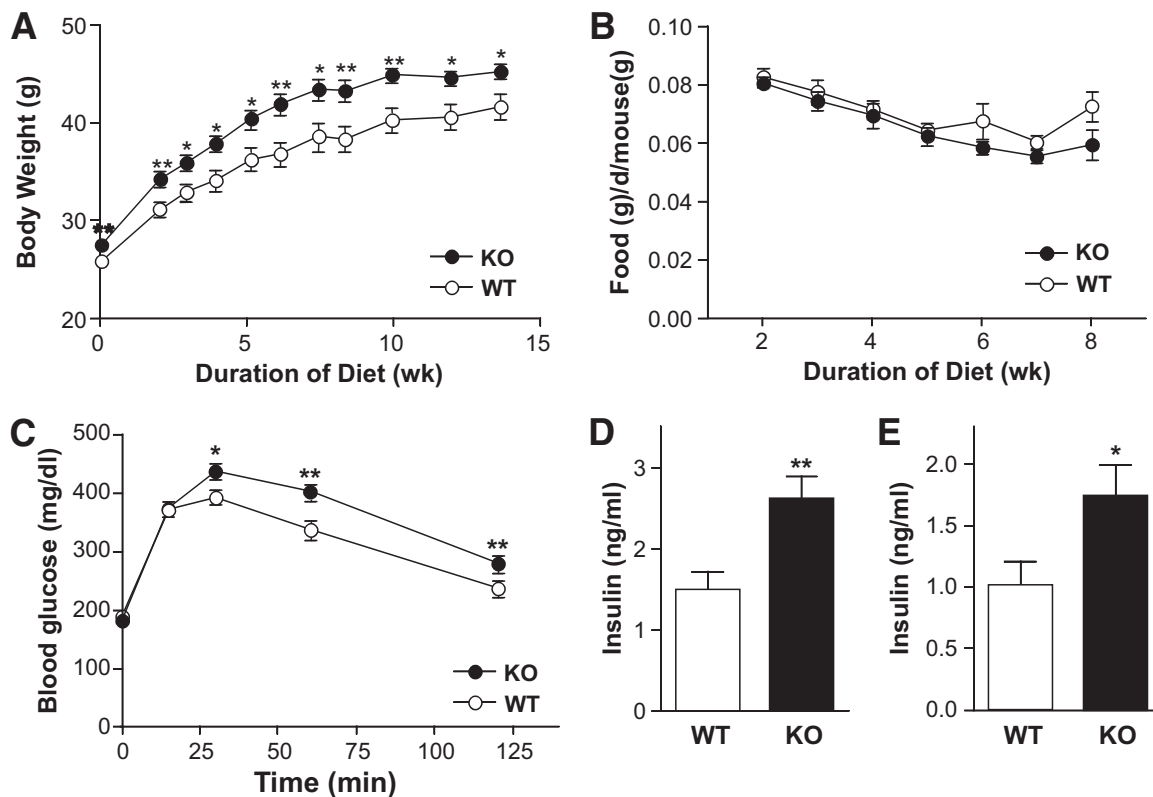 A
Body Weight (g)
50
40
30
20
** ** * * * ** * ** ** * *
KO
WT
0 5 10 15
Duration of Diet (wk)
B
Food (g)/d/mouse(g)
0.10
0.08
0.06
0.04
0.02
0.00
KO
WT
2 4 6 8
Duration of Diet (wk)
C
Blood glucose (mg/dl)
500
400
300
200
100
0
* ** **
KO
WT
0 25 50 75 100 125
Time (min)
D
Insulin (ng/ml)
3
2
1
0
**
WT KO
E
Insulin (ng/ml)
2.0
1.5
1.0
0.5
0.0
*
WT KO